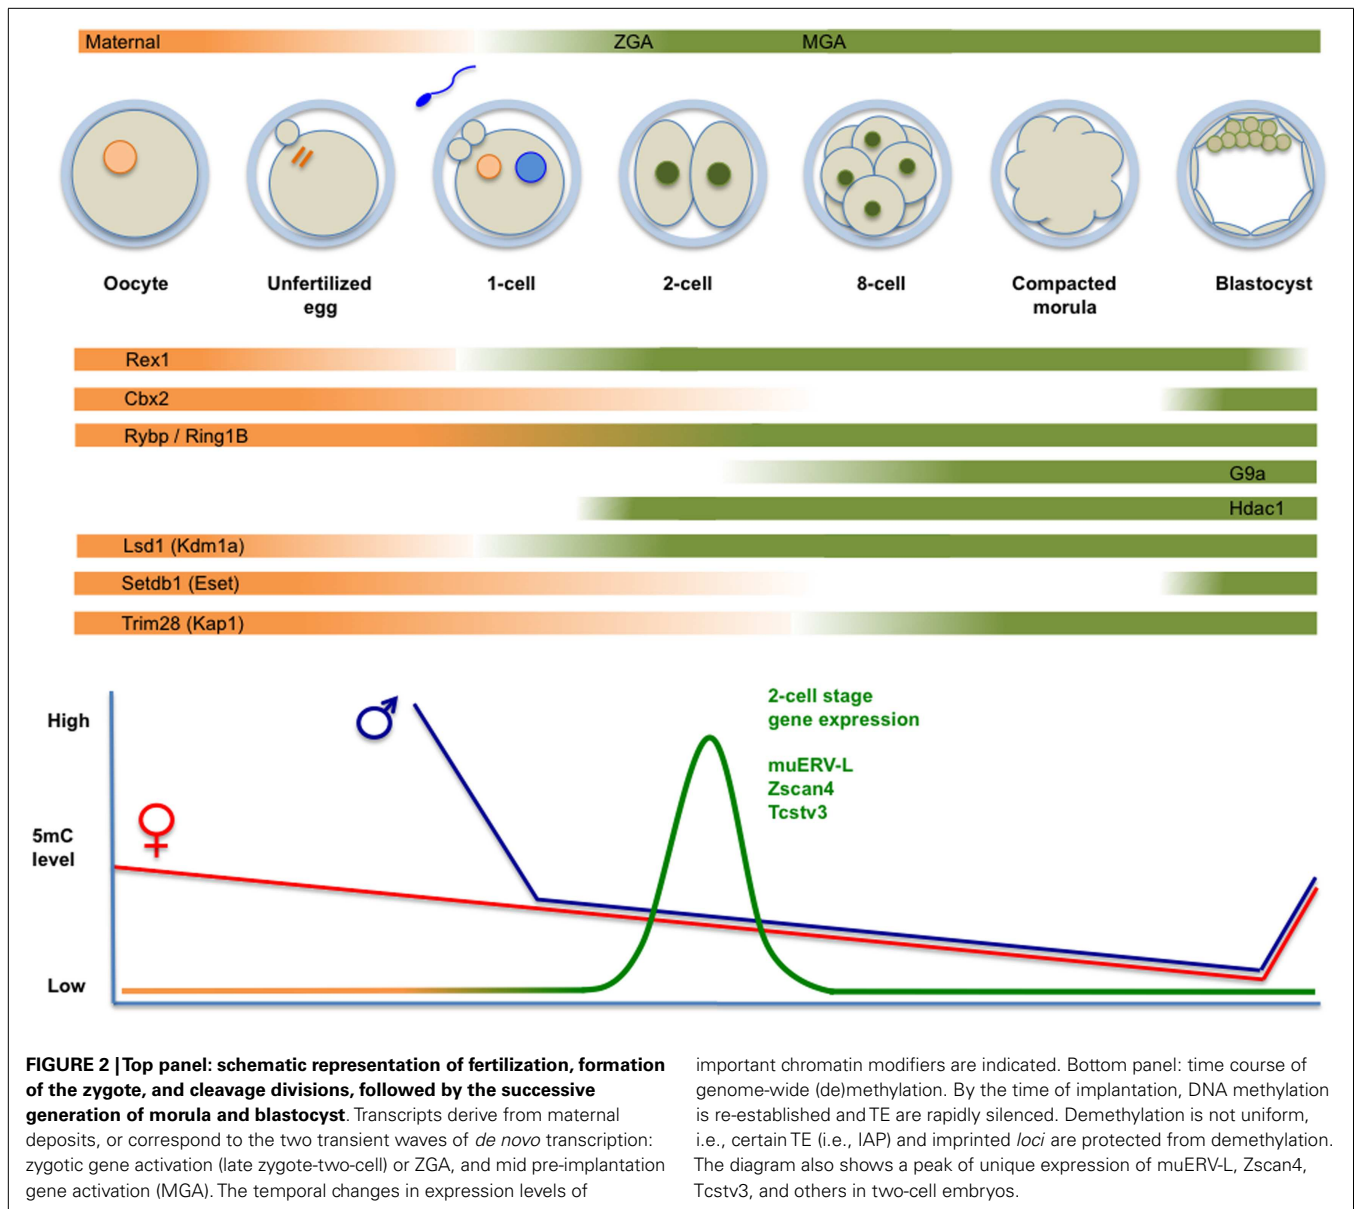 Maternal ZGA MGA
Oocyte Unfertilized 1-cell 2-cell 8-cell Compacted Blastocyst
egg morula
Rex1
Cbx2
Rybp / Ring1B
G9a
Hdac1
Lsd1 (Kdm1a)
Setdb1 (Eset)
Trim28 (Kap1)
High
5mC
level
Low
2-cell stage
gene expression
muERV-L
Zscan4
Tcstv3
FIGURE 2 | Top panel: schematic representation of fertilization, formation
of the zygote, and cleavage divisions, followed by the successive
generation of morula and blastocyst. Transcripts derive from maternal
deposits, or correspond to the two transient waves of de novo transcription:
zygotic gene activation (late zygote-two-cell) or ZGA, and mid pre-implantation
gene activation (MGA). The temporal changes in expression levels of
important chromatin modifiers are indicated. Bottom panel: time course of
genome-wide (de)methylation. By the time of implantation, DNA methylation
is re-established and TE are rapidly silenced. Demethylation is not uniform,
i.e., certain TE (i.e., IAP) and imprinted loci are protected from demethylation.
The diagram also shows a peak of unique expression of muERV-L, Zscan4,
Tcstv3, and others in two-cell embryos.